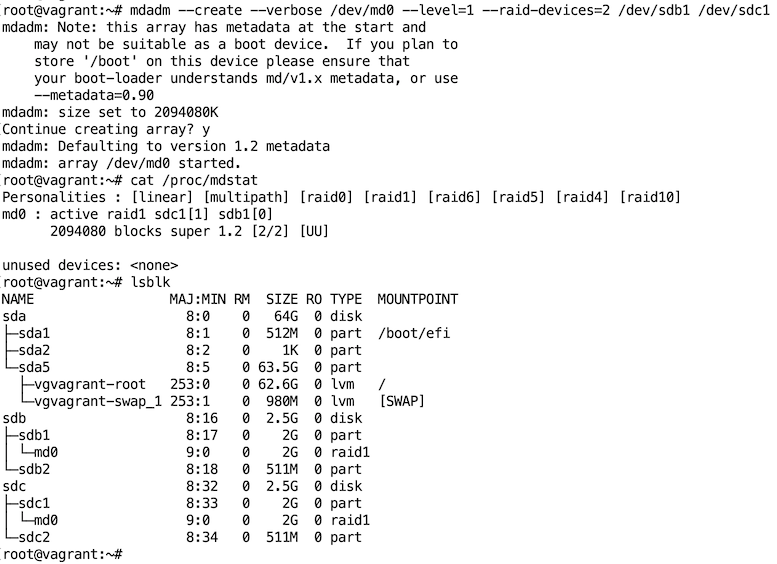 [root@vagrant:~# mdadm --create --verbose /dev/md0 --level=1 --raid-devices=2 /dev/sdb1 /dev/sdc1
mdadm: Note: this array has metadata at the start and
    may not be suitable as a boot device.  If you plan to
    store '/boot' on this device please ensure that
    your boot-loader understands md/v1.x metadata, or use
    --metadata=0.90
mdadm: size set to 2094080K
[Continue creating array? y
mdadm: Defaulting to version 1.2 metadata
mdadm: array /dev/md0 started.
[root@vagrant:~# cat /proc/mdstat
Personalities : [linear] [multipath] [raid0] [raid1] [raid6] [raid5] [raid4] [raid10]
md0 : active raid1 sdc1[1] sdb1[0]
      2094080 blocks super 1.2 [2/2] [UU]

unused devices: <none>
[root@vagrant:~# lsblk
NAME                 MAJ:MIN RM  SIZE RO TYPE  MOUNTPOINT
sda                    8:0    0   64G  0 disk
├─sda1                 8:1    0  512M  0 part  /boot/efi
├─sda2                 8:2    0    1K  0 part
└─sda5                 8:5    0 63.5G  0 part
  ├─vgvagrant-root   253:0    0 62.6G  0 lvm   /
  └─vgvagrant-swap_1 253:1    0  980M  0 lvm   [SWAP]
sdb                    8:16   0  2.5G  0 disk
├─sdb1                 8:17   0    2G  0 part
│ └─md0                9:0    0    2G  0 raid1
└─sdb2                 8:18   0  511M  0 part
sdc                    8:32   0  2.5G  0 disk
├─sdc1                 8:33   0    2G  0 part
│ └─md0                9:0    0    2G  0 raid1
└─sdc2                 8:34   0  511M  0 part
[root@vagrant:~#